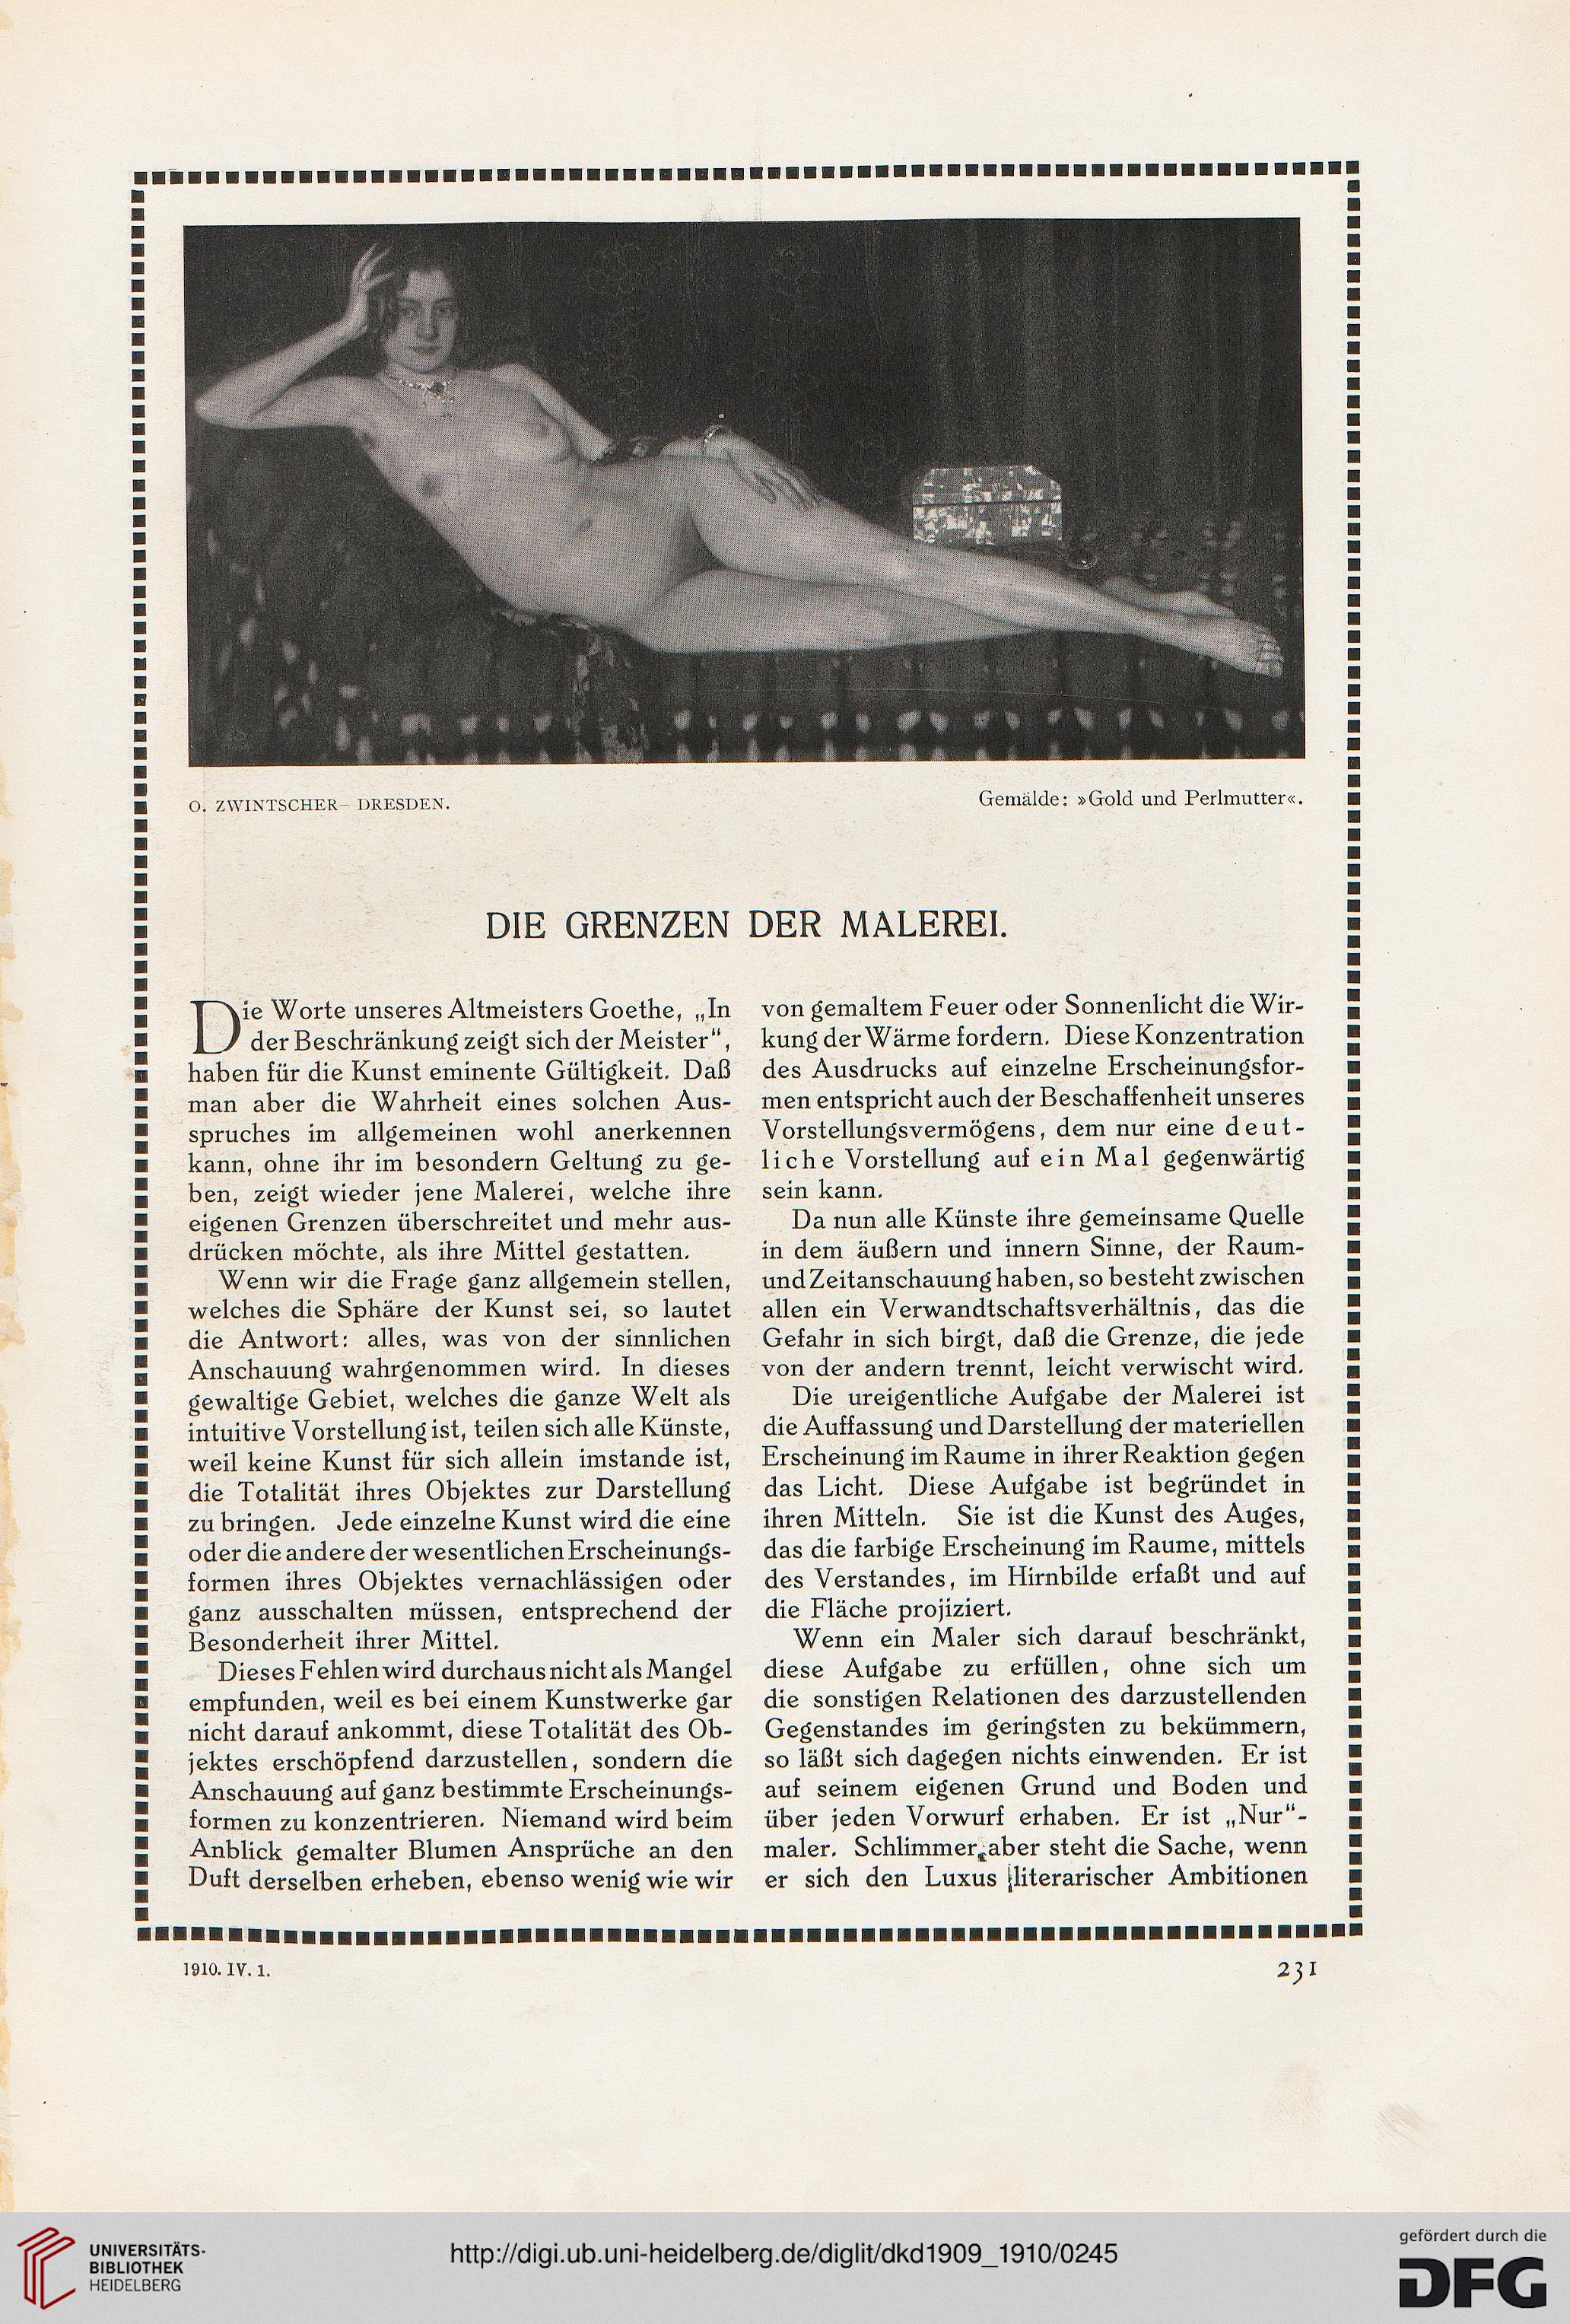 O. ZWINTSCHER– DRESDEN.
Gemälde: »Gold und Perlmutter«.
DIE GRENZEN DER MALEREI.
Die Worte unseres Altmeisters Goethe, „In
der Beschränkung zeigt sich der Meister“,
haben für die Kunst eminente Gültigkeit. Daß
man aber die Wahrheit eines solchen Aus-
spruches im allgemeinen wohl anerkennen
kann, ohne ihr im besondern Geltung zu ge-
ben, zeigt wieder jene Malerei, welche ihre
eigenen Grenzen überschreitet und mehr aus-
drücken möchte, als ihre Mittel gestatten.
Wenn wir die Frage ganz allgemein stellen,
welches die Sphäre der Kunst sei, so lautet
die Antwort: alles, was von der sinnlichen
Anschauung wahrgenommen wird. In dieses
gewaltige Gebiet, welches die ganze Welt als
intuitive Vorstellung ist, teilen sich alle Künste,
weil keine Kunst für sich allein imstande ist,
die Totalität ihres Objektes zur Darstellung
zu bringen. Jede einzelne Kunst wird die eine
oder die andere der wesentlichen Erscheinungs-
formen ihres Objektes vernachlässigen oder
ganz ausschalten müssen, entsprechend der
Besonderheit ihrer Mittel.
Dieses Fehlen wird durchaus nicht als Mangel
empfunden, weil es bei einem Kunstwerke gar
nicht darauf ankommt, diese Totalität des Ob-
jektes erschöpfend darzustellen, sondern die
Anschauung auf ganz bestimmte Erscheinungs-
formen zu konzentrieren. Niemand wird beim
Anblick gemalter Blumen Ansprüche an den
Duft derselben erheben, ebenso wenig wie wir
von gemaltem Feuer oder Sonnenlicht die Wir-
kung der Wärme fordern. Diese Konzentration
des Ausdrucks auf einzelne Erscheinungsfor-
men entspricht auch der Beschaffenheit unseres
Vorstellungsvermögens, dem nur eine deut-
liche Vorstellung auf ein Mal gegenwärtig
sein kann.
Da nun alle Künste ihre gemeinsame Quelle
in dem äußern und innern Sinne, der Raum-
und Zeitanschauung haben, so besteht zwischen
allen ein Verwandtschaftsverhältnis, das die
Gefahr in sich birgt, daß die Grenze, die jede
von der andern trennt, leicht verwischt wird.
Die ureigentliche Aufgabe der Malerei ist
die Auffassung und Darstellung der materiellen
Erscheinung im Raume in ihrer Reaktion gegen
das Licht. Diese Aufgabe ist begründet in
ihren Mitteln. Sie ist die Kunst des Auges,
das die farbige Erscheinung im Raume, mittels
des Verstandes, im Hirnbilde erfaßt und auf
die Fläche projiziert.
Wenn ein Maler sich darauf beschränkt,
diese Aufgabe zu erfüllen, ohne sich um
die sonstigen Relationen des darzustellenden
Gegenstandes im geringsten zu bekümmern,
so läßt sich dagegen nichts einwenden. Er ist
auf seinem eigenen Grund und Boden und
über jeden Vorwurf erhaben. Er ist „Nur“-
maler. Schlimmer aber steht die Sache, wenn
er sich den Luxus literarischer Ambitionen
1910. IV. 1.
231
UNIVERSITÄTS-
BIBLIOTHEK
HEIDELBERG
http://digi.ub.uni-heidelberg.de/diglit/dkd1909_1910/0245
gefördert durch die
DFG